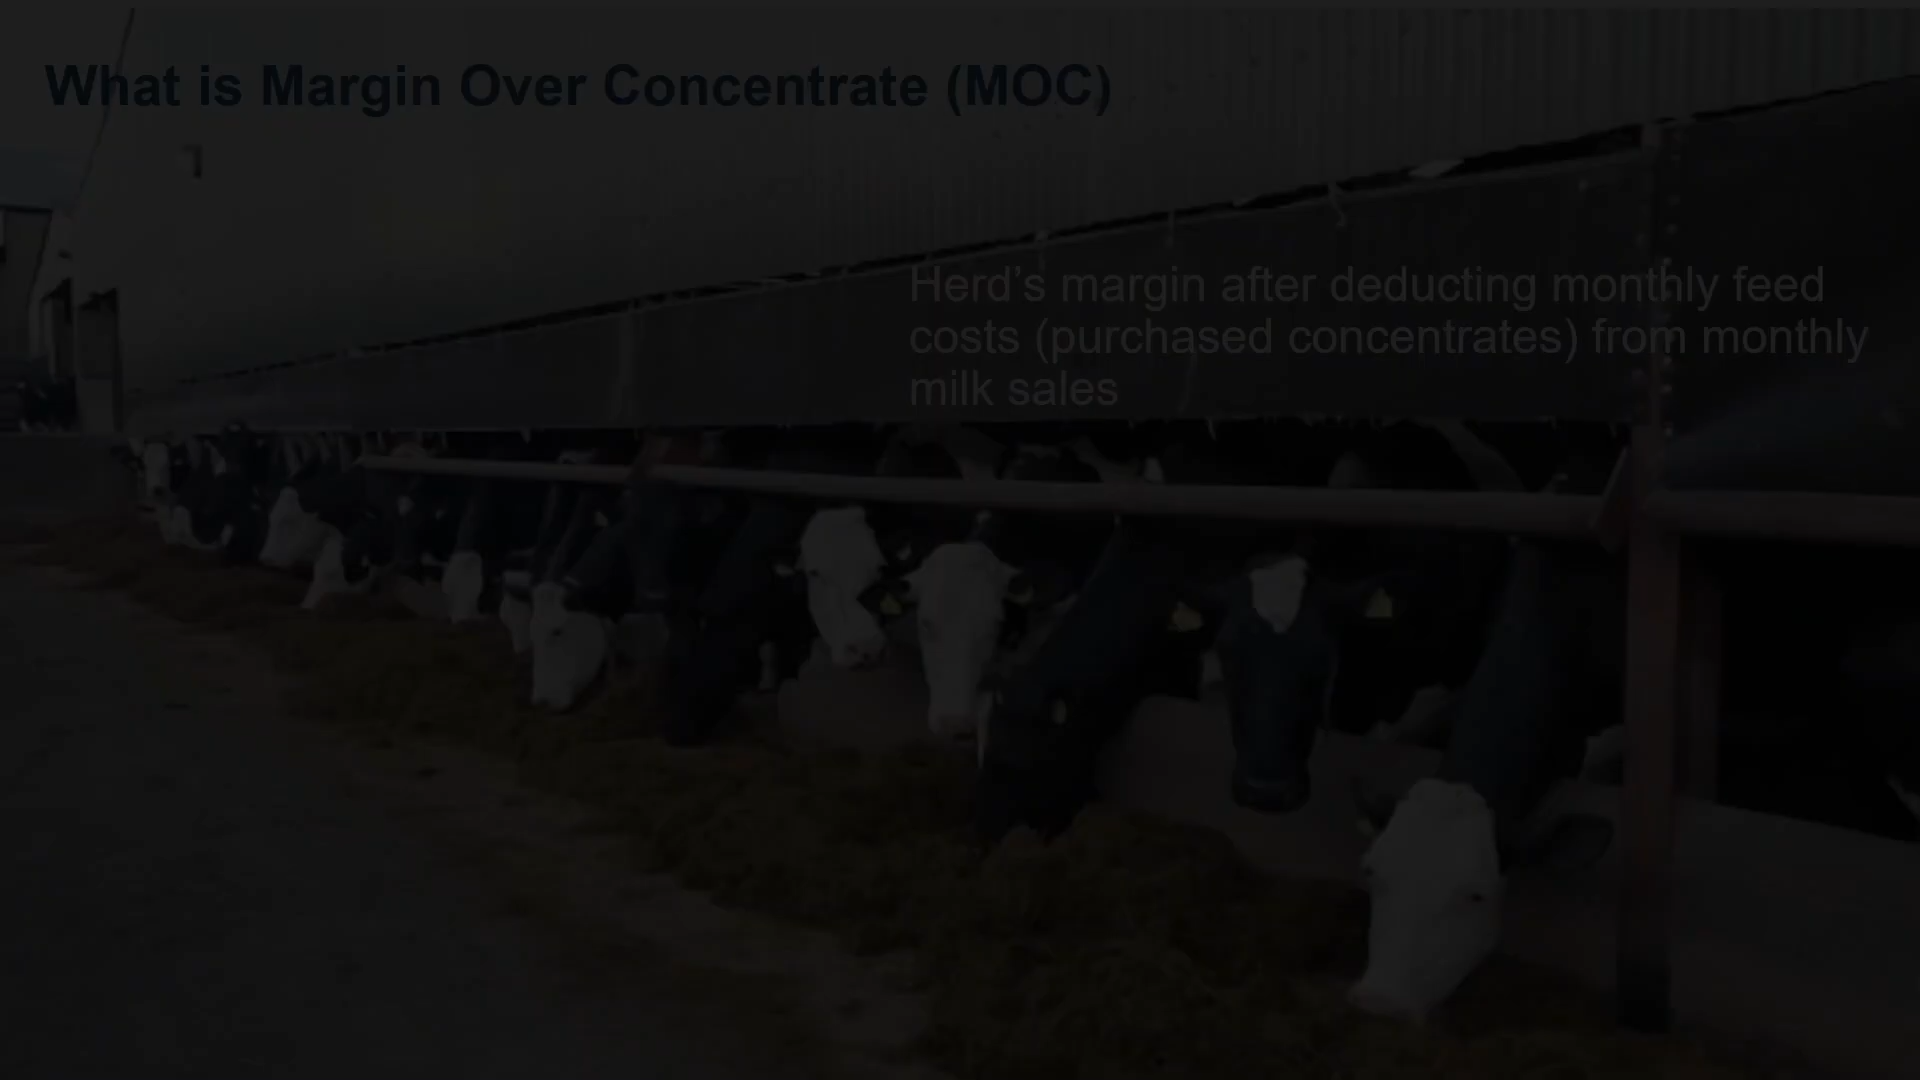 What is Margin Over Concentrate (MOC)
Herd’s margin after deducting monthly feed
costs (purchased concentrates) from monthly
milk sales